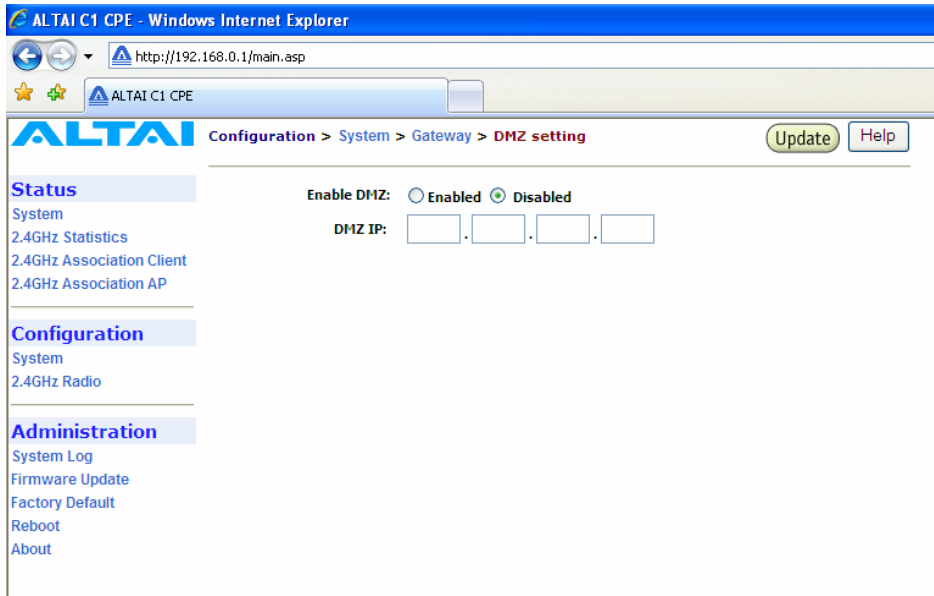 ALTAI C1 CPE - Windows Internet Explorer
http://192.168.0.1/main.asp
ALTAI C1 CPE
ALTAI
Configuration > System > Gateway > DMZ setting
Update
Help
Status
System
2.4GHz Statistics
2.4GHz Association Client
2.4GHz Association AP
Configuration
System
2.4GHz Radio
Administration
System Log
Firmware Update
Factory Default
Reboot
About
Enable DMZ: Enabled Disabled
DMZ IP: . . .